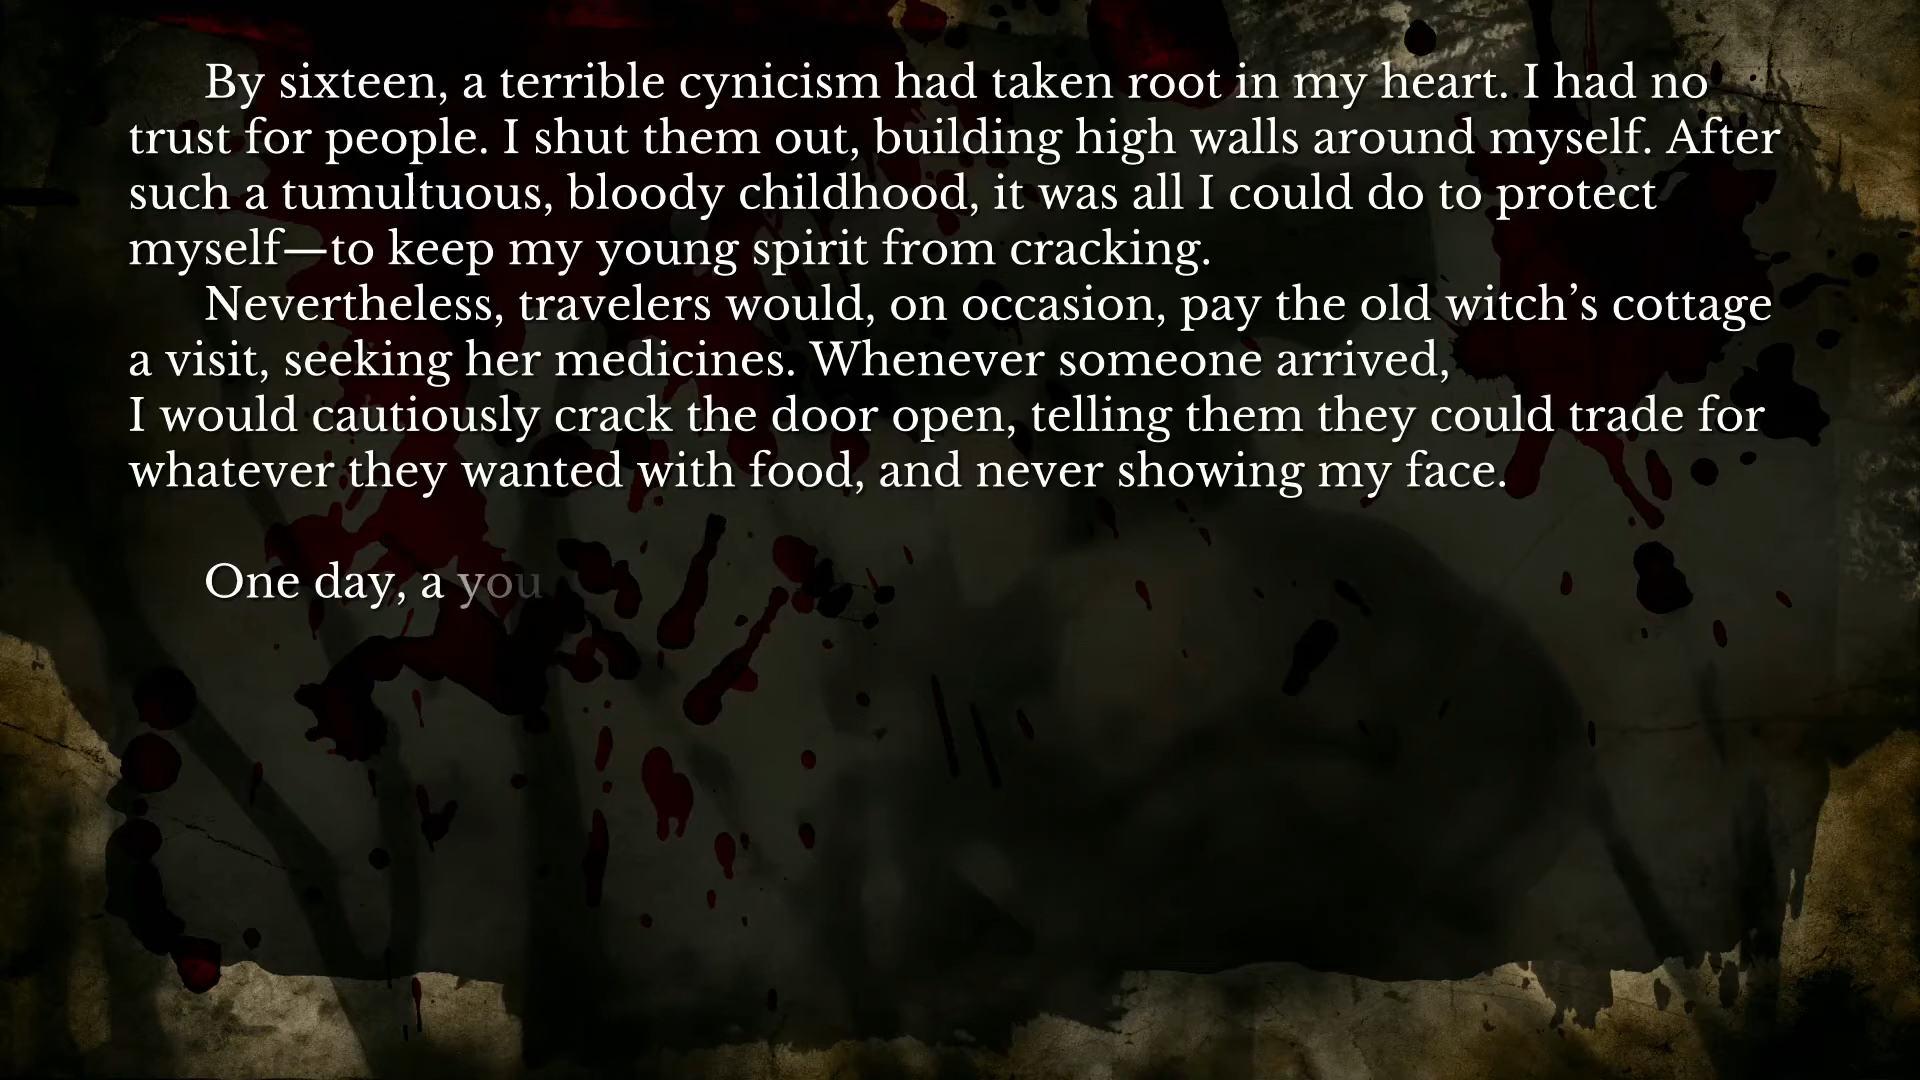 By sixteen, a terrible cynicism had taken root in my heart. I had no
trust for people. I shut them out, building high walls around myself. After
such a tumultuous, bloody childhood, it was all I could do to protect
myself—to keep my young spirit from cracking.
Nevertheless, travelers would, on occasion, pay the old witch’s cottage
a visit, seeking her medicines. Whenever someone arrived,
I would cautiously crack the door open, telling them they could trade for
whatever they wanted with food, and never showing my face.
One day, a you